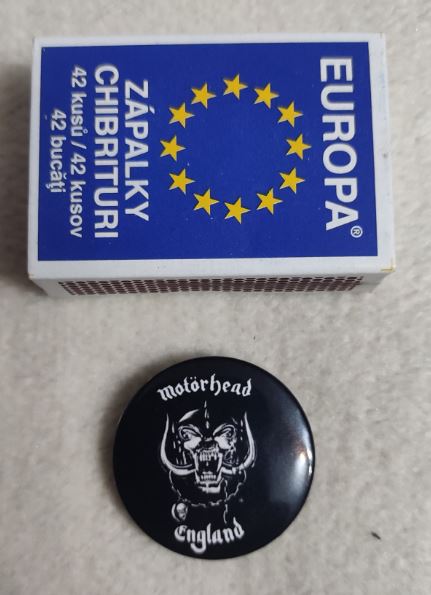 EUROPA®
ZÁPALKY
CHIBRITURI
42 kusů / 42 kusov
42 bucăţi
motörhead
England